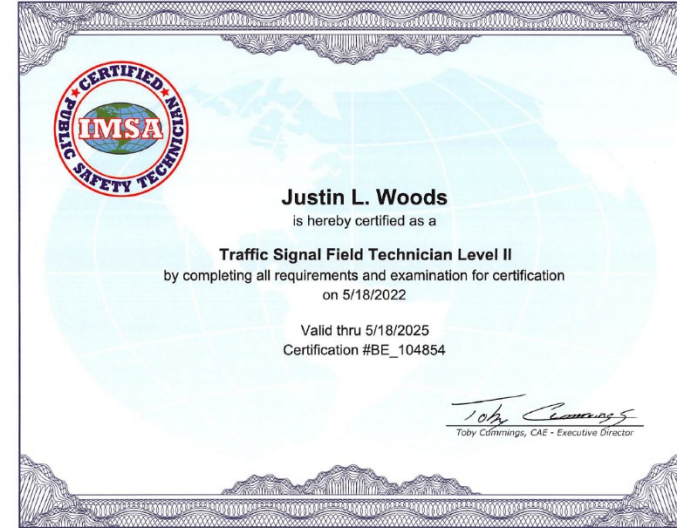 CERTIFIED
PUBLIC SAFETY TECHNICIAN
IMSA
Justin L. Woods
is hereby certified as a
Traffic Signal Field Technician Level II
by completing all requirements and examination for certification
on 5/18/2022
Valid thru 5/18/2025
Certification #BE_104854
Toby Cummings
Toby Cummings, CAE - Executive Director